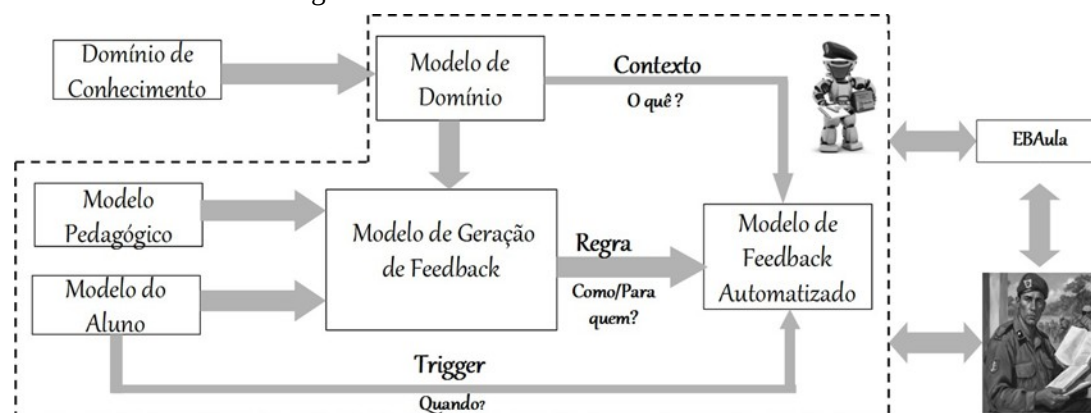 Domínio de
Conhecimento
Modelo de
Domínio
Contexto
O quê ?
EBAula
Modelo
Pedagógico
Modelo de Geração
de Feedback
Regra
Como/Para
quem?
Modelo de
Feedback
Automatizado
Modelo do
Aluno
Trigger
Quando?